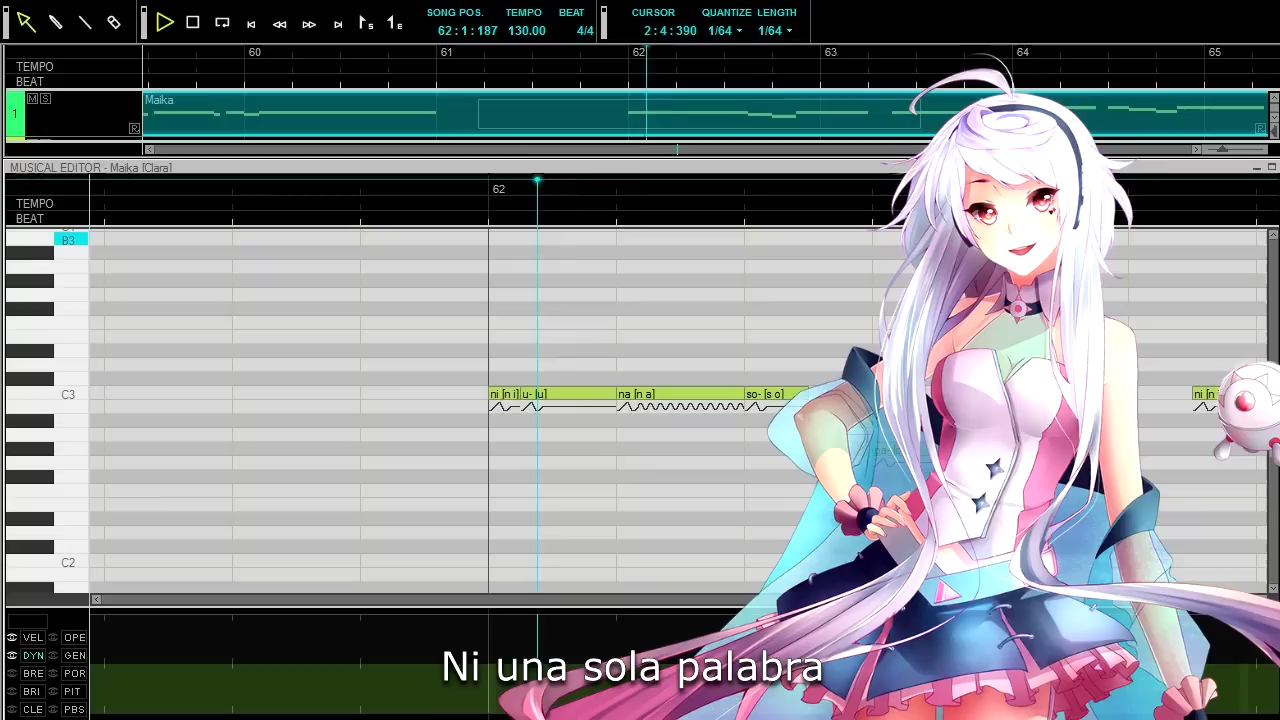 SONG POS. TEMPO BEAT CURSOR QUANTIZE LENGTH
62:1:187 130.00 4/4 2:4:390 1/64 1/64
60 61 62 63 64 65
TEMPO
BEAT
1 M S Maika
R R
MUSICAL EDITOR - Maika [Clara]
62
TEMPO
BEAT
B3
C3 ni [n i] u- [u] na [n a] so- [s o] ni [n
C2
VEL OPE
DYN GEN
BRE POR
BRI PIT
CLE PBS
Ni una sola palabra